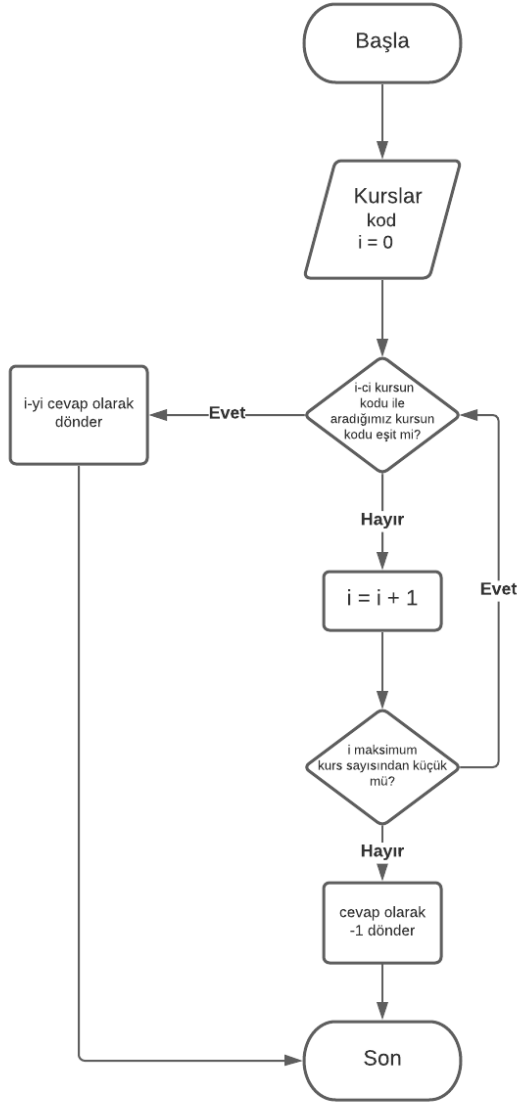 Başla
Kurslar
kod
i = 0
i-ci kursun
kodu ile
aradığımız kursun
kodu eşit mi?
Evet
i-yi cevap olarak
dönder
Hayır
i = i + 1
Evet
i maksimum
kurs sayısından küçük
mü?
Hayır
cevap olarak
-1 dönder
Son